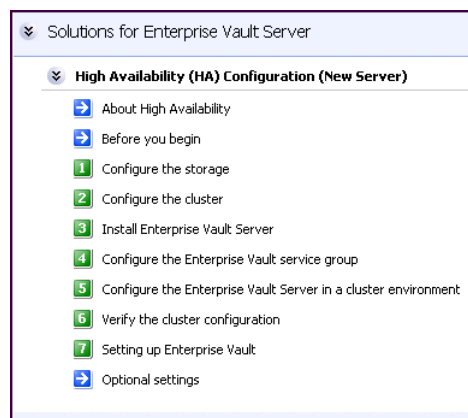 Solutions for Enterprise Vault Server
High Availability (HA) Configuration (New Server)
About High Availability
Before you begin
1 Configure the storage
2 Configure the cluster
3 Install Enterprise Vault Server
4 Configure the Enterprise Vault service group
5 Configure the Enterprise Vault Server in a cluster environment
6 Verify the cluster configuration
7 Setting up Enterprise Vault
Optional settings